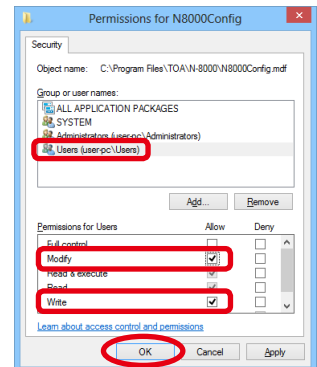 Permissions for N8000Config
Security
Object name: C:\Program Files\TOA\N-8000\N8000Config.mdf
Group or user names:
ALL APPLICATION PACKAGES
SYSTEM
Administrators (user-pc\Administrators)
Users (user-pc\Users)
Add... Remove
Permissions for Users Allow Deny
Full control
Modify
Read & execute
Read
Write
Learn about access control and permissions
OK Cancel Apply